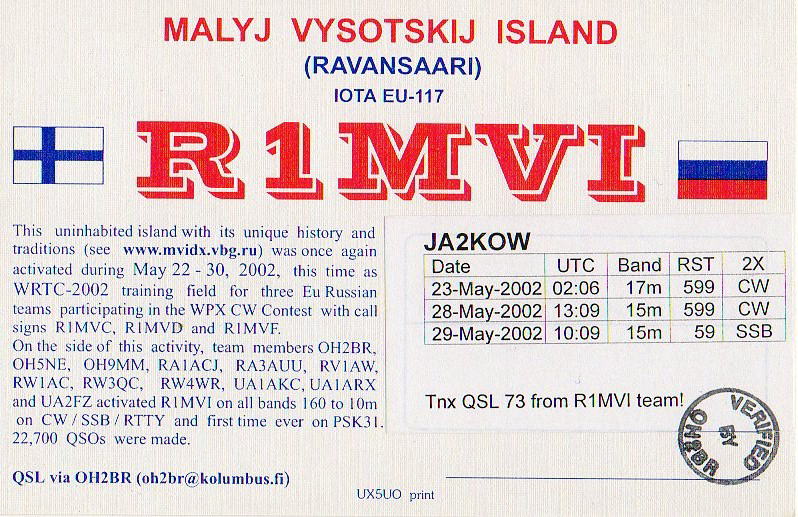 MALYJ VYSOTSKIJ ISLAND
(RAVANSAARI)
IOTA EU-117
R1MVI
This uninhabited island with its unique history and
traditions (see www.mvidx.vbg.ru) was once again
activated during May 22 - 30, 2002, this time as
WRTC-2002 training field for three Eu Russian
teams participating in the WPX CW Contest with call
signs R1MVC, R1MVD and R1MVF.
On the side of this activity, team members OH2BR,
OH5NE, OH9MM, RA1ACJ, RA3AUU, RV1AW,
RW1AC, RW3QC, RW4WR, UA1AKC, UA1ARX
and UA2FZ activated R1MVI on all bands 160 to 10m
on CW / SSB / RTTY and first time ever on PSK31.
22,700 QSOs were made.
QSL via OH2BR (oh2br@kolumbus.fi)
JA2KOW
Date UTC Band RST 2X
23-May-2002 02:06 17m 599 CW
28-May-2002 13:09 15m 599 CW
29-May-2002 10:09 15m 59 SSB
Tnx QSL 73 from R1MVI team!
VERIFIED
BY
OH2BR
UX5UO print